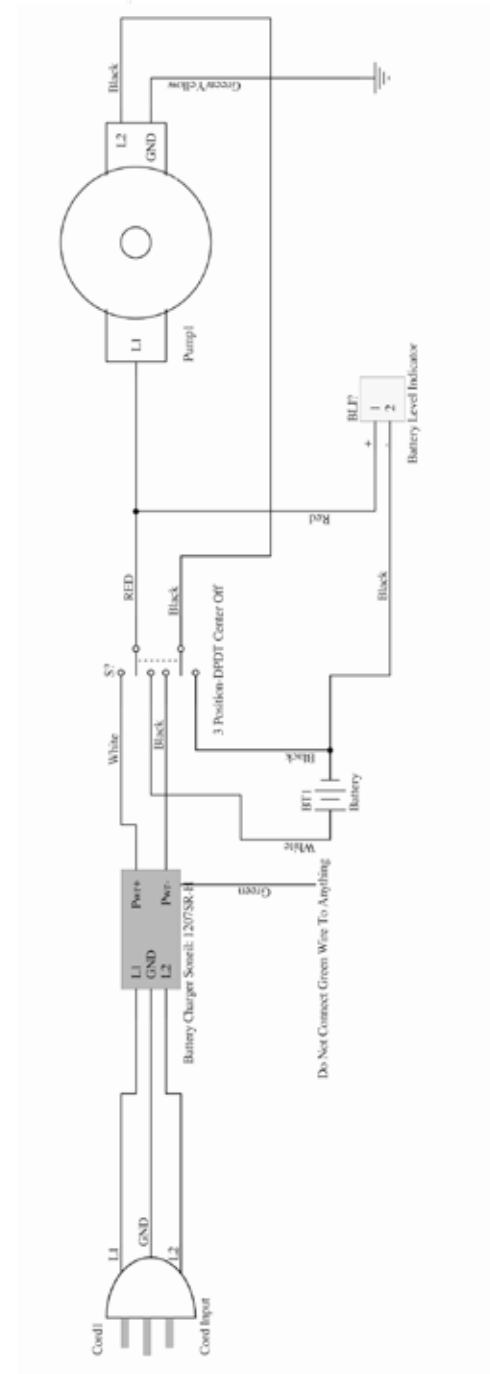 Cord1
Cord Input
L1
GND
L2
L1
GND
L2
Pwr+
Pwr-
Battery Charger Soneil: 1207SR-H
Green
Do Not Connect Green Wire To Anything
White
Black
White
Black
BT1
Battery
S?
3 Position-DPDT Center Off
RED
Black
Red
Black
BLI?
+
-
1
2
Battery Level Indicator
L1
Pump1
L2
GND
Black
Green/Yellow